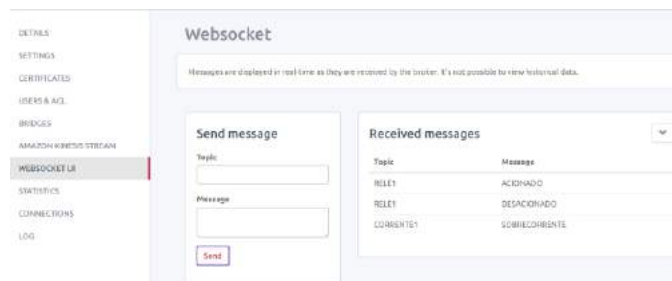 DETAILS
SETTINGS
CERTIFICATES
USERS & ACL
BRIDGES
AMAZON KINESIS STREAM
WEBSOCKET UI
STATISTICS
CONNECTIONS
LOG
Websocket
Messages are displayed in real-time as they are received by the broker. It's not possible to view historical data.
Send message
Topic
Message
Send
Received messages
Topic Message
RELE1 ACIONADO
RELE1 DESACIONADO
CORRENTE1 SOBRECORRENTE